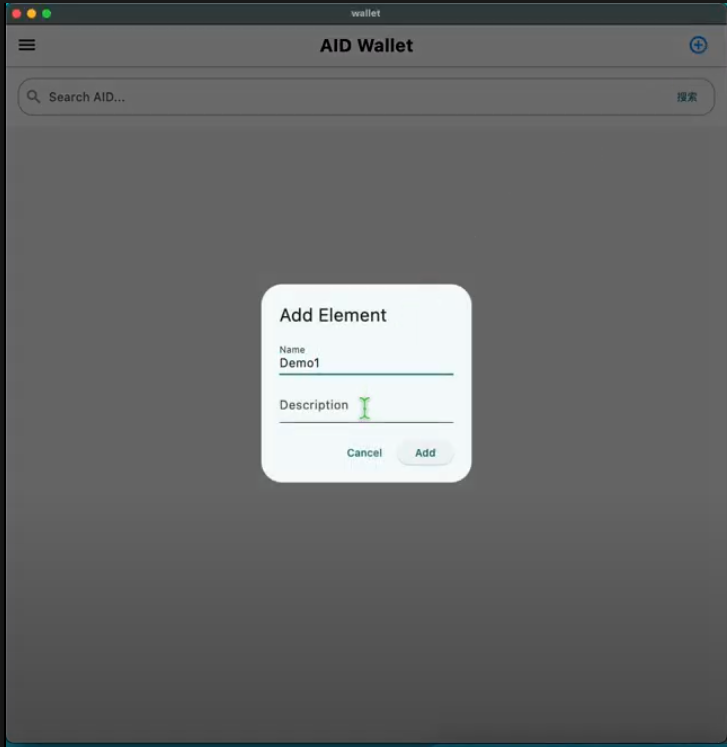 wallet
AID Wallet
Search AID... 搜索
Add Element
Name
Demo1
Description
Cancel Add